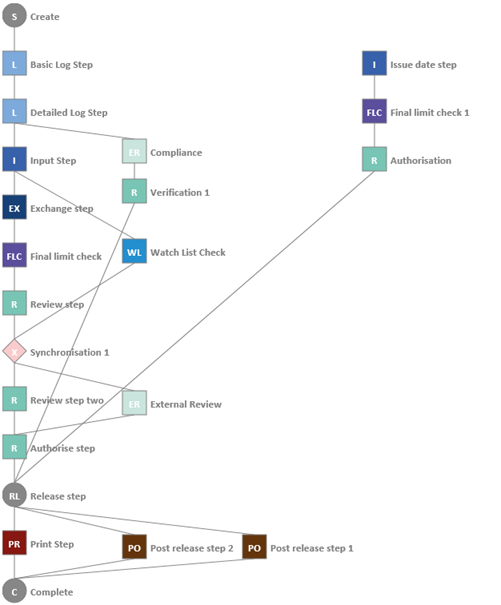 S Create
L Basic Log Step
I Issue date step
L Detailed Log Step
FLC Final limit check 1
ER Compliance
I Input Step
R Authorisation
R Verification 1
EX Exchange step
WL Watch List Check
FLC Final limit check
R Review step
X Synchronisation 1
R Review step two
ER External Review
R Authorise step
RL Release step
PR Print Step
PO Post release step 2
PO Post release step 1
C Complete